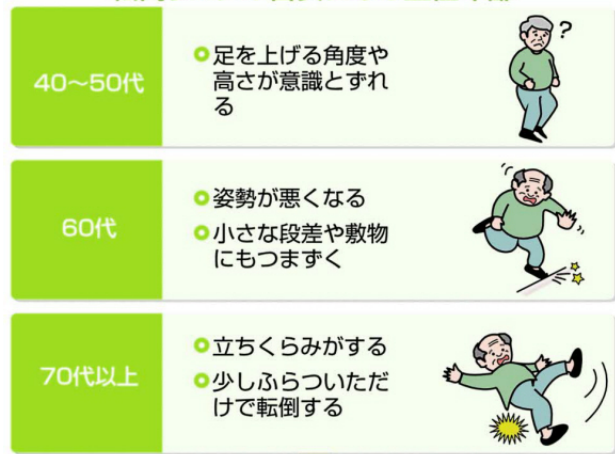 40〜50代
足を上げる角度や
高さが意識とずれ
る
?
60代
姿勢が悪くなる
小さな段差や敷物
にもつまずく
70代以上
立ちくらみがする
少しふらついただ
けで転倒する